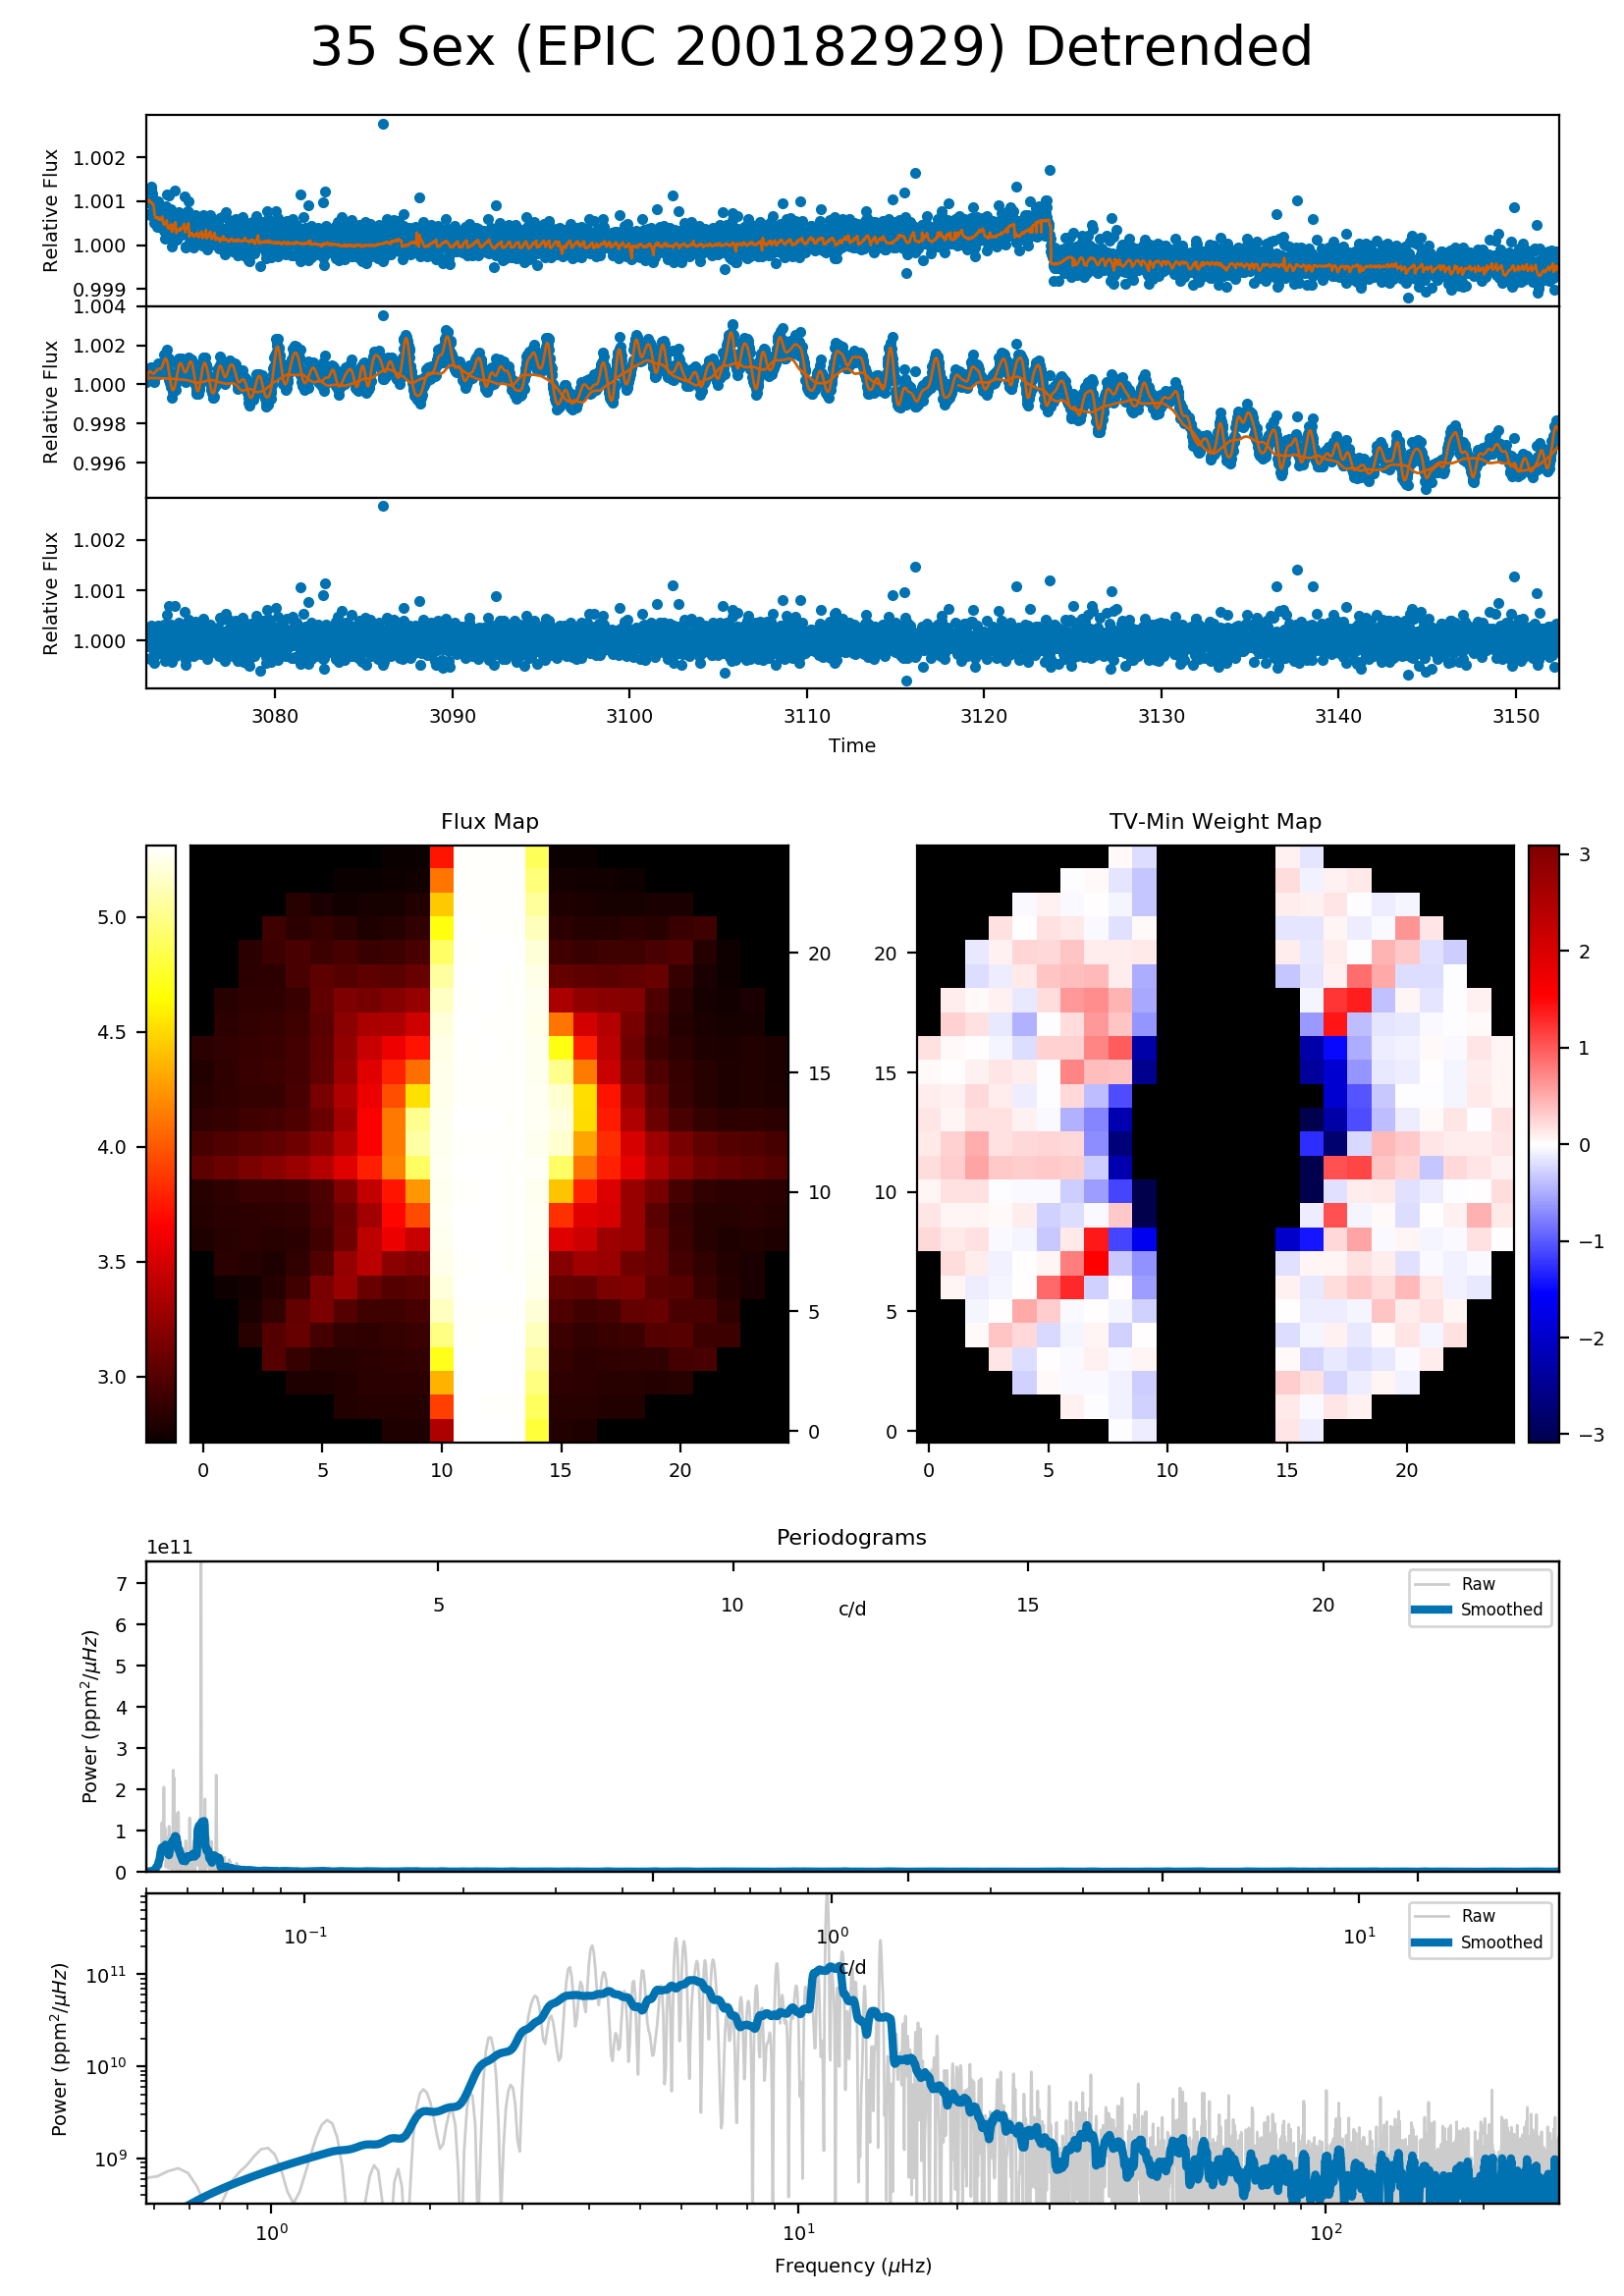 35 Sex (EPIC 200182929) Detrended
Relative Flux
1.002
1.001
1.000
0.999
Relative Flux
1.004
1.002
1.000
0.998
0.996
Relative Flux
1.002
1.001
1.000
3080 3090 3100 3110 3120 3130 3140 3150
Time
Flux Map
5.0
4.5
4.0
3.5
3.0
20
15
10
5
0
0 5 10 15 20
TV-Min Weight Map
20
15
10
5
0
0 5 10 15 20
3
2
1
0
−1
−2
−3
Periodograms
1e11
Power (ppm²/μHz)
7
6
5
4
3
2
1
0
5 10 15 20
c/d
Raw
Smoothed
Power (ppm²/μHz)
10¹¹
10¹⁰
10⁹
10⁻¹ 10⁰ 10¹
c/d
Raw
Smoothed
10⁰ 10¹ 10²
Frequency (μHz)